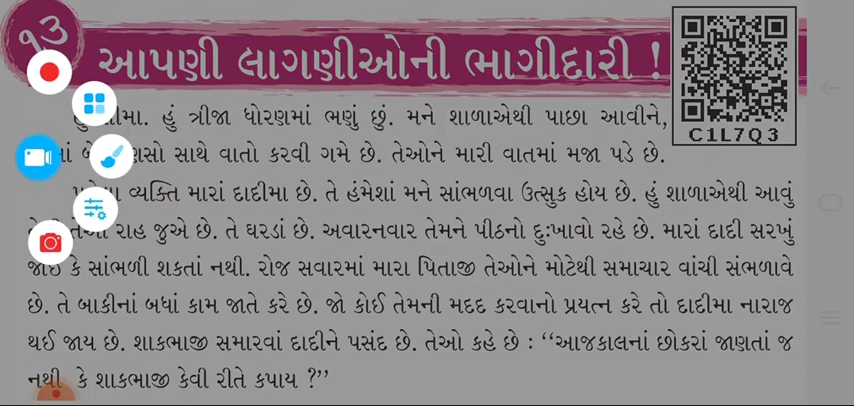 ૧૩
આપણી લાગણીઓની ભાગીદારી !
C1L7Q3
હું ત્રીજા ધોરણમાં ભણું છું. મને શાળાએથી પાછા આવીને,
સાથે વાતો કરવી ગમે છે. તેઓને મારી વાતમાં મજા પડે છે.
વ્યક્તિ મારાં દાદીમા છે. તે હંમેશાં મને સાંભળવા ઉત્સુક હોય છે. હું શાળાએથી આવું
રાહ જુએ છે. તે ઘરડાં છે. અવારનવાર તેમને પીઠનો દુઃખાવો રહે છે. મારાં દાદી સરખું
કે સાંભળી શકતાં નથી. રોજ સવારમાં મારા પિતાજી તેઓને મોટેથી સમાચાર વાંચી સંભળાવે
છે. તે બાકીનાં બધાં કામ જાતે કરે છે. જો કોઈ તેમની મદદ કરવાનો પ્રયત્ન કરે તો દાદીમા નારાજ
થઈ જાય છે. શાકભાજી સમારવાં દાદીને પસંદ છે. તેઓ કહે છે : “આજકાલનાં છોકરાં જાણતાં જ
નથી કે શાકભાજી કેવી રીતે કપાય ?”